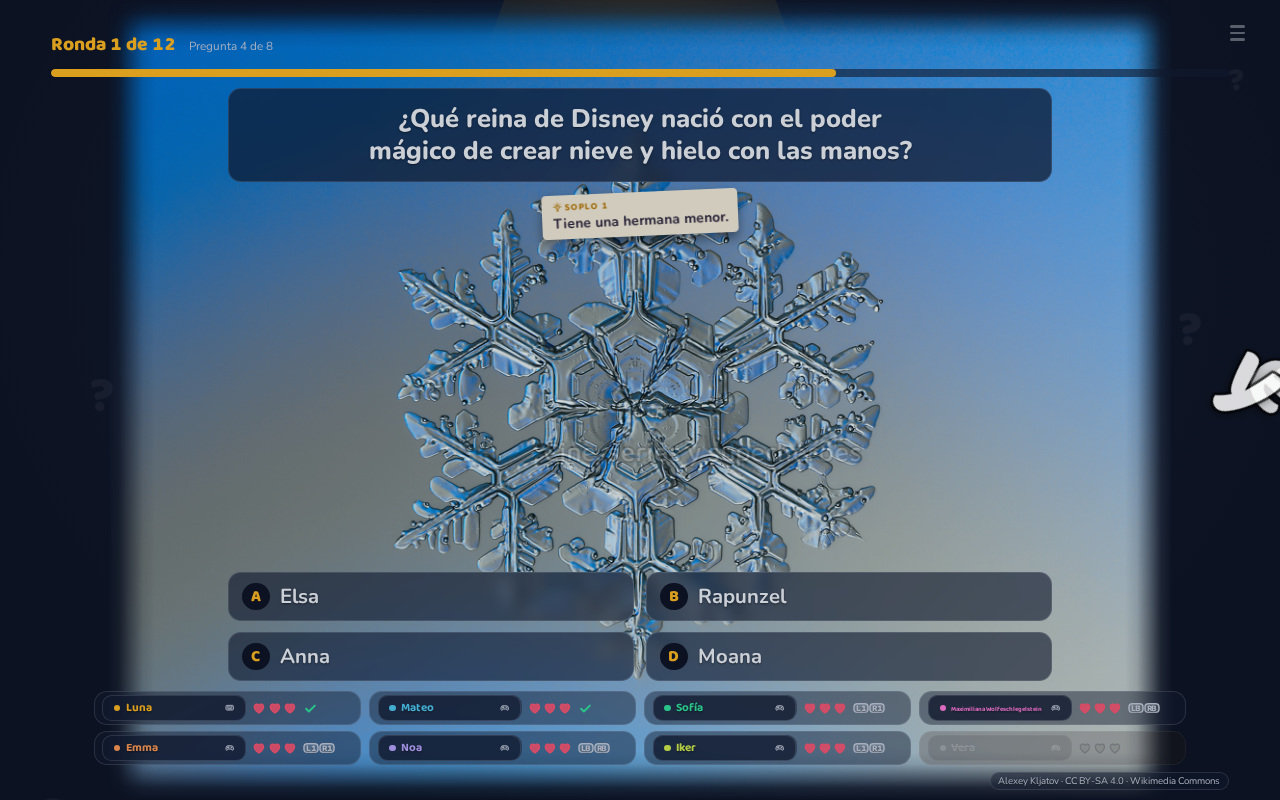 Ronda 1 de 12
Pregunta 4 de 8
¿Qué reina de Disney nació con el poder
mágico de crear nieve y hielo con las manos?
SOPLO 1
Tiene una hermana menor.
A Elsa
B Rapunzel
C Anna
D Moana
Luna
Mateo
Sofía L1 R1
MaximilianaWolfeschlegelstein LB RB
Emma L1 R1
Noa LB RB
Iker L1 R1
Vera
Alexey Kljatov · CC BY-SA 4.0 · Wikimedia Commons